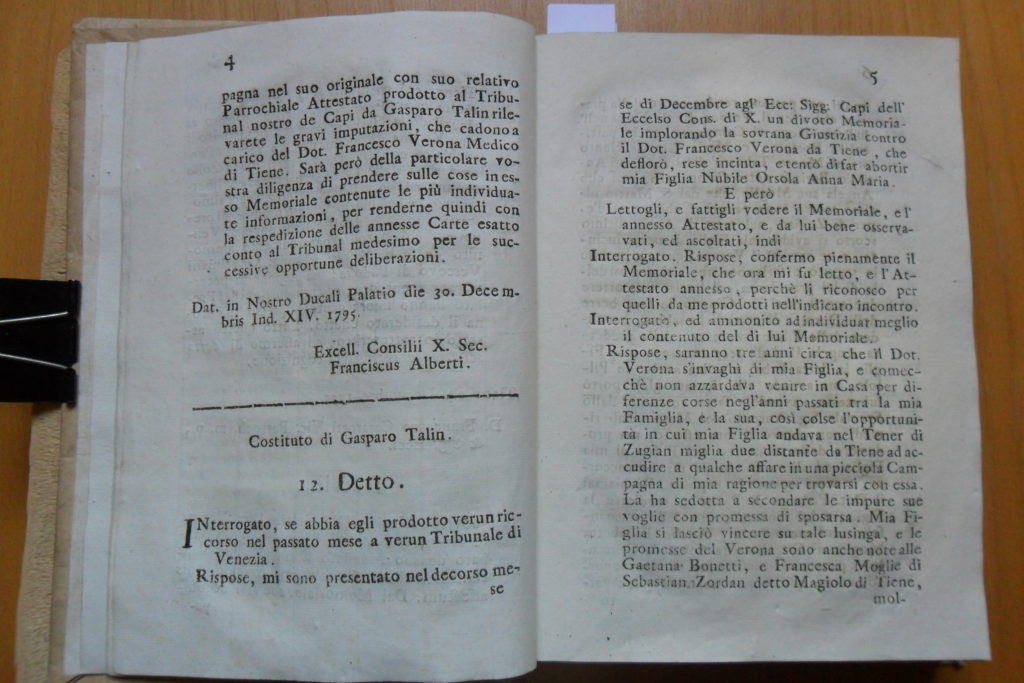 4
pagna nel suo originale con suo relativo
Parrochiale Attestato prodotto al Tribu-
nal nostro de Capi da Gasparo Talin rile-
varete le gravi imputazioni, che cadono a
carico del Dot. Francesco Verona Medico
di Tiene. Sarà però della particolare vo-
stra diligenza di prendere sulle cose in es-
so Memoriale contenute le più individua-
te informazioni, per renderne quindi con
la respedizione delle annesse Carte esatto
conto al Tribunal medesimo per le suc-
cessive opportune deliberazioni.
Dat. in Nostro Ducali Palatio die 30. Decem-
bris Ind. XIV. 1795.
Excell. Consilii X. Sec.
Franciscus Alberti.
Costituto di Gasparo Talin.
12. Detto.
INterrogato, se abbia egli prodotto verun ric-
corso nel passato mese a verun Tribunale di
Venezia.
Rispose, mi sono presentato nel decorso me-
se
5
se di Decembre agl' Ecc: Sigg: Capi dell'
Eccelso Cons. di X. un divoto Memoria-
le implorando la sovrana Giustizia contro
il Dot. Francesco Verona da Tiene, che
deflorò, rese incinta, e tentò di far abortir
mia Figlia Nubile Orsola Anna Maria.
E però
Lettogli, e fattigli vedere il Memoriale, e l'
annesso Attestato, e da lui bene osserva-
vati, ed ascoltati, indi
Interrogato. Rispose, confermo pienamente il
Memoriale, che ora mi fu letto, e l'At-
testato annesso, perchè li riconosco per
quelli da me prodotti nell'indicato incontro.
Interrogato, ed ammonito ad individuar meglio
il contenuto del di lui Memoriale.
Rispose, saranno tre anni circa che il Dot.
Verona s'invaghì di mia Figlia, e comec-
chè non azzardava venire in Casa per di-
ferenze corse negl'anni passati tra la mia
Famiglia, e la sua, così colse l'opportuni-
tà in cui mia Figlia andava nel Tener di
Zugian miglia due distante da Tiene ad ac-
cudire a qualche affare in una picciola Cam-
pagna di mia ragione per trovarsi con essa.
La ha sedotta a secondare le impure sue
voglie con promessa di sposarsa. Mia Fi-
glia si lasciò vincere su tale lusinga, e le
promesse del Verona sono anche note alle
Gaetana Bonetti, e Francesca Moglie di
Sebastian Zordan detto Magiolo di Tiene,
mol-